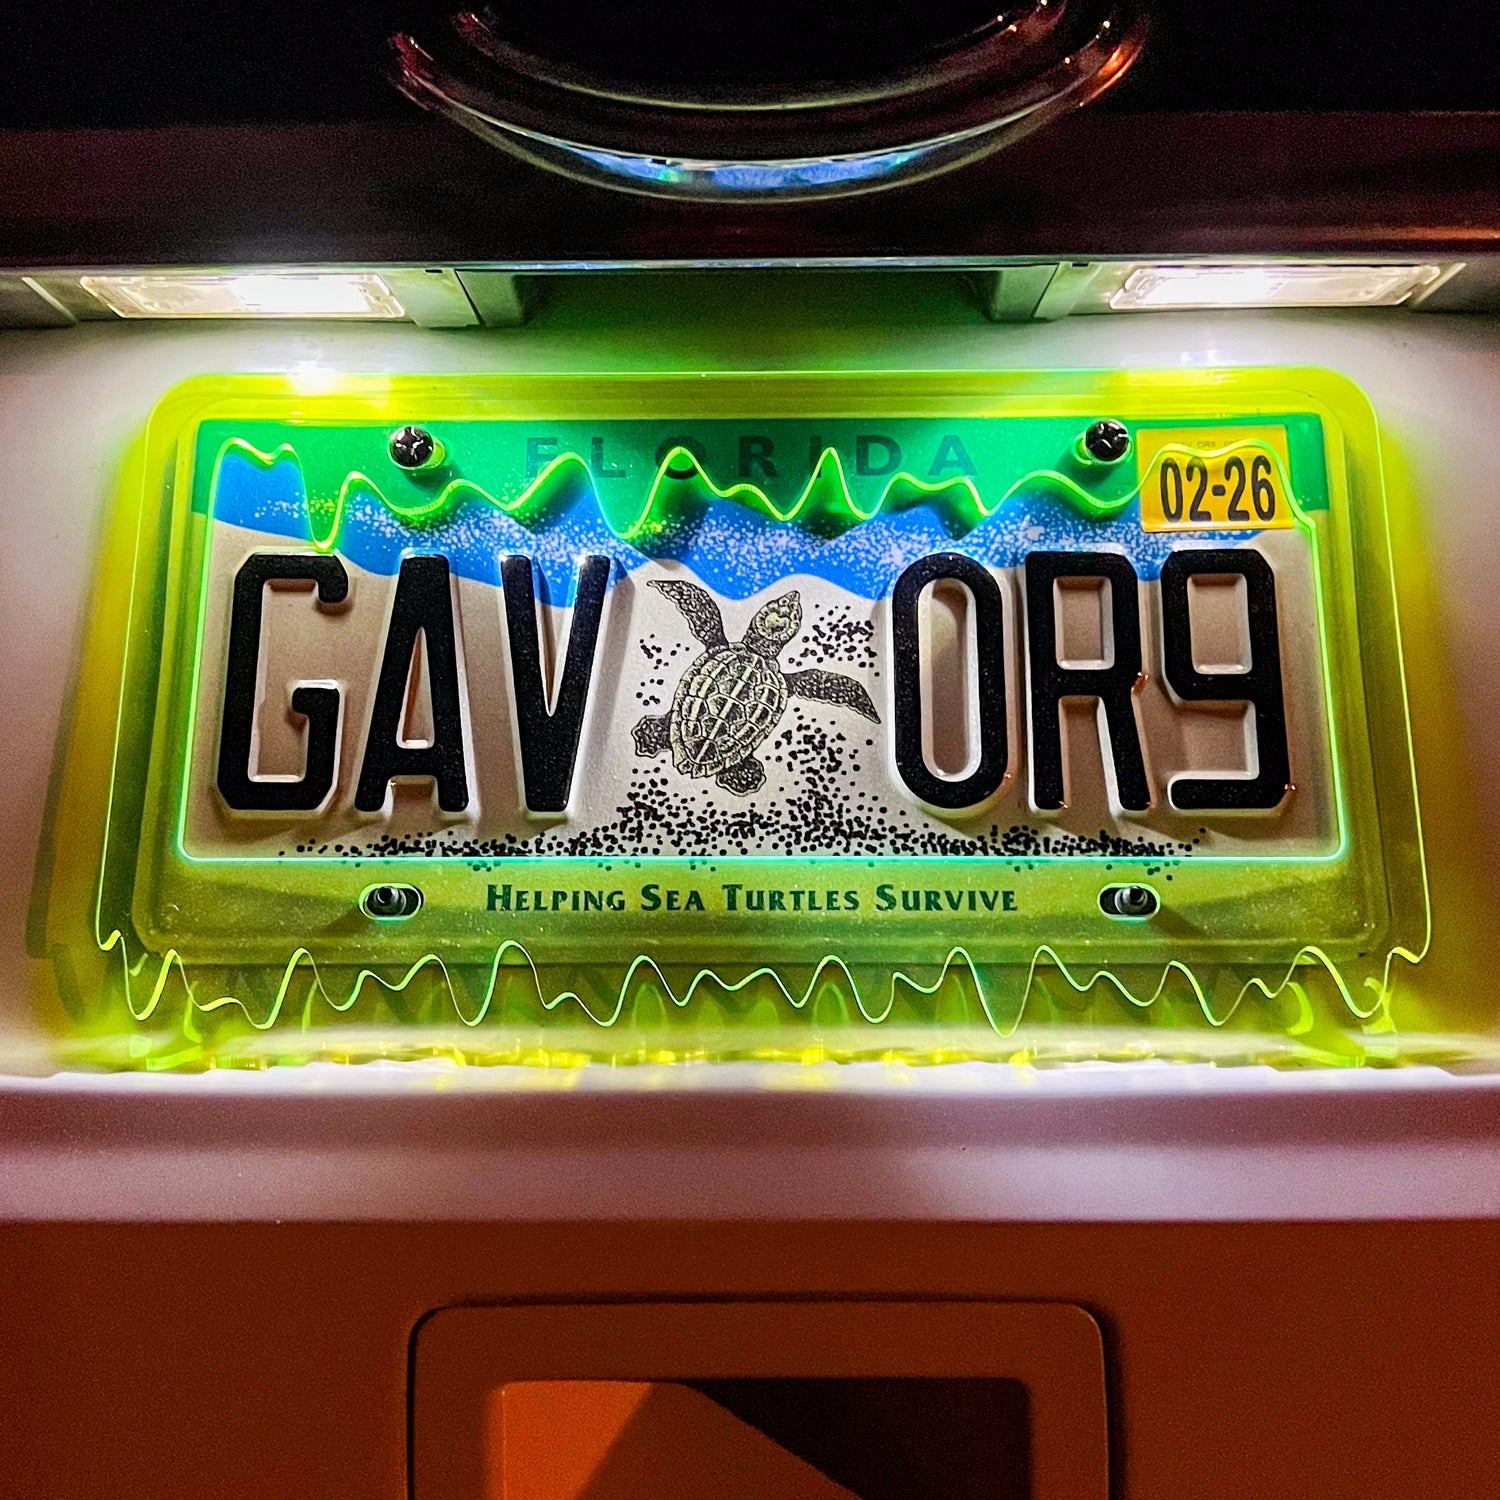 FLORIDA
02-26
GAV OR9
HELPING SEA TURTLES SURVIVE